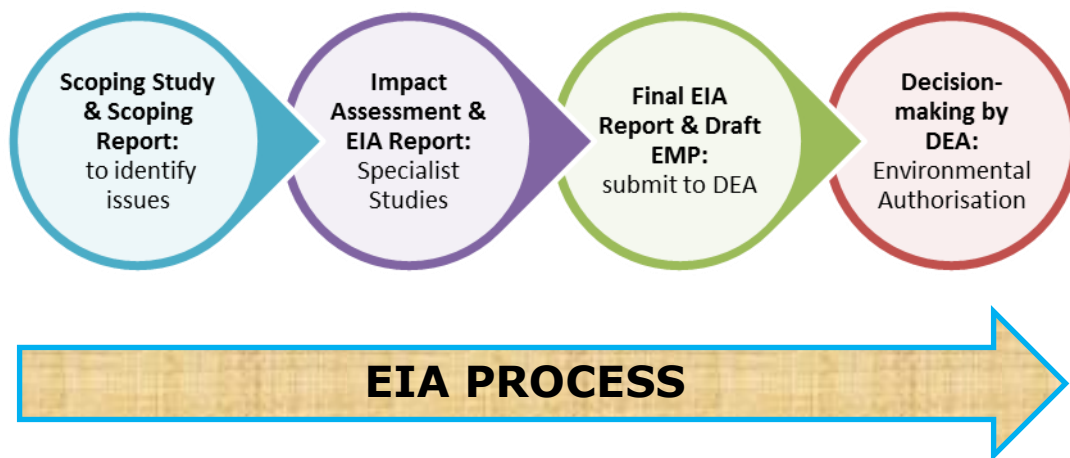 Scoping Study
& Scoping
Report:
to identify
issues
Impact
Assessment &
EIA Report:
Specialist
Studies
Final EIA
Report & Draft
EMP:
submit to DEA
Decision-
making by
DEA:
Environmental
Authorisation
EIA PROCESS